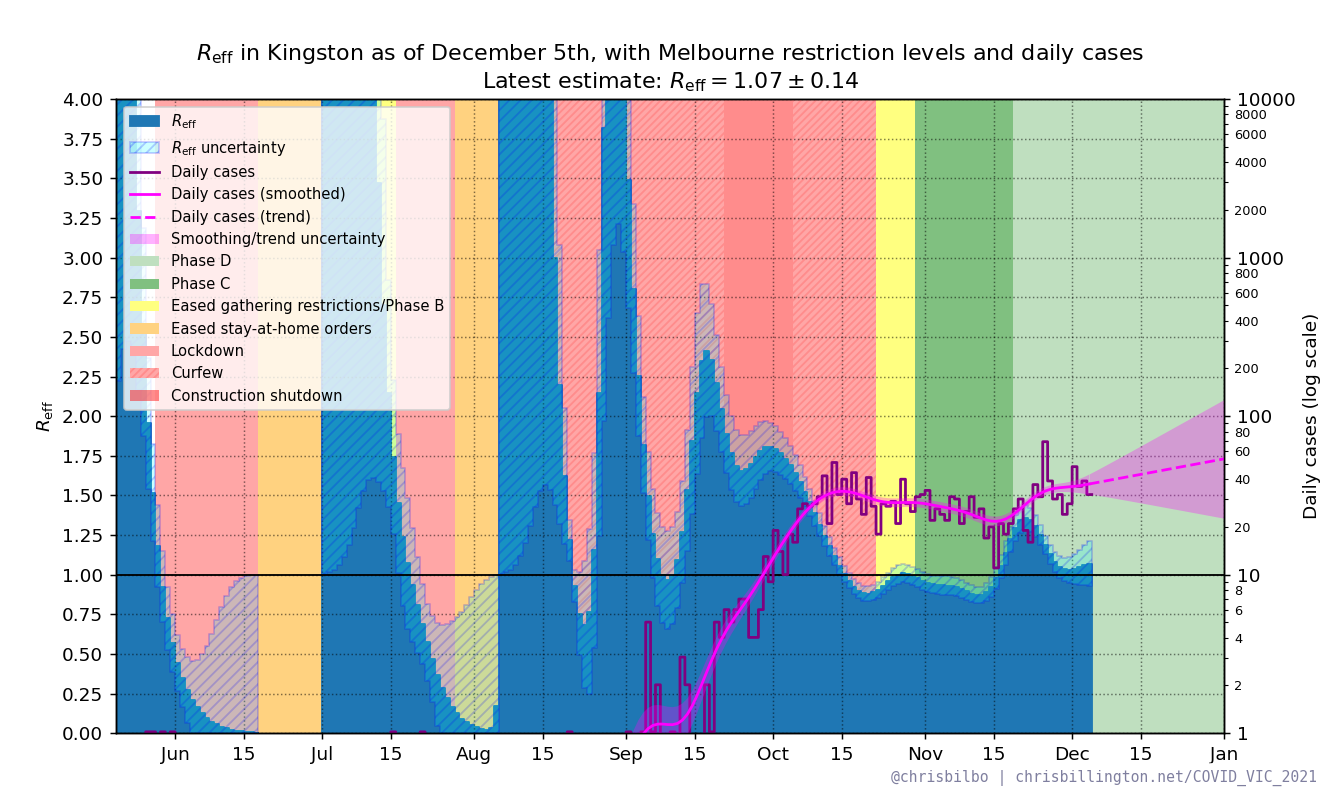 R_eff in Kingston as of December 5th, with Melbourne restriction levels and daily cases
Latest estimate: R_eff = 1.07 ± 0.14
R_eff
R_eff uncertainty
Daily cases
Daily cases (smoothed)
Daily cases (trend)
Smoothing/trend uncertainty
Phase D
Phase C
Eased gathering restrictions/Phase B
Eased stay-at-home orders
Lockdown
Curfew
Construction shutdown
R_eff
4.00
3.75
3.50
3.25
3.00
2.75
2.50
2.25
2.00
1.75
1.50
1.25
1.00
0.75
0.50
0.25
0.00
Jun 15 Jul 15 Aug 15 Sep 15 Oct 15 Nov 15 Dec 15 Jan
10000
8000
6000
4000
2000
1000
800
600
400
200
100
80
60
40
20
10
8
6
4
2
1
Daily cases (log scale)
@chrisbilbo | chrisbillington.net/COVID_VIC_2021